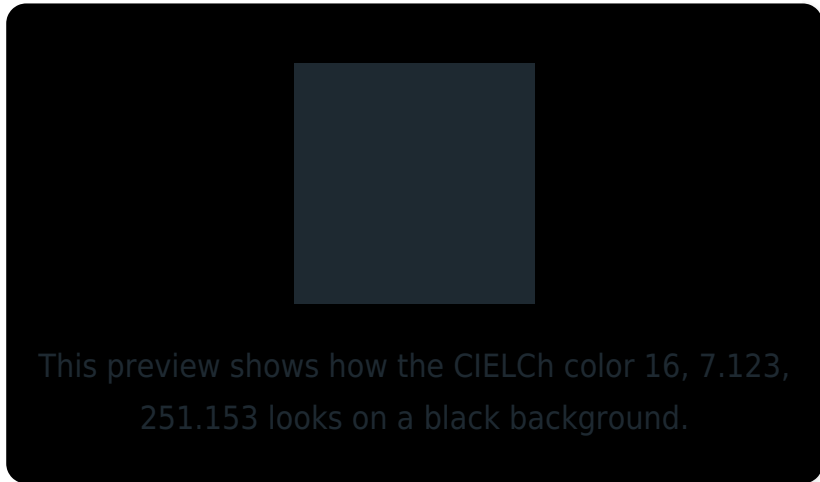 This preview shows how the CIELCh color 16, 7.123,
251.153 looks on a black background.